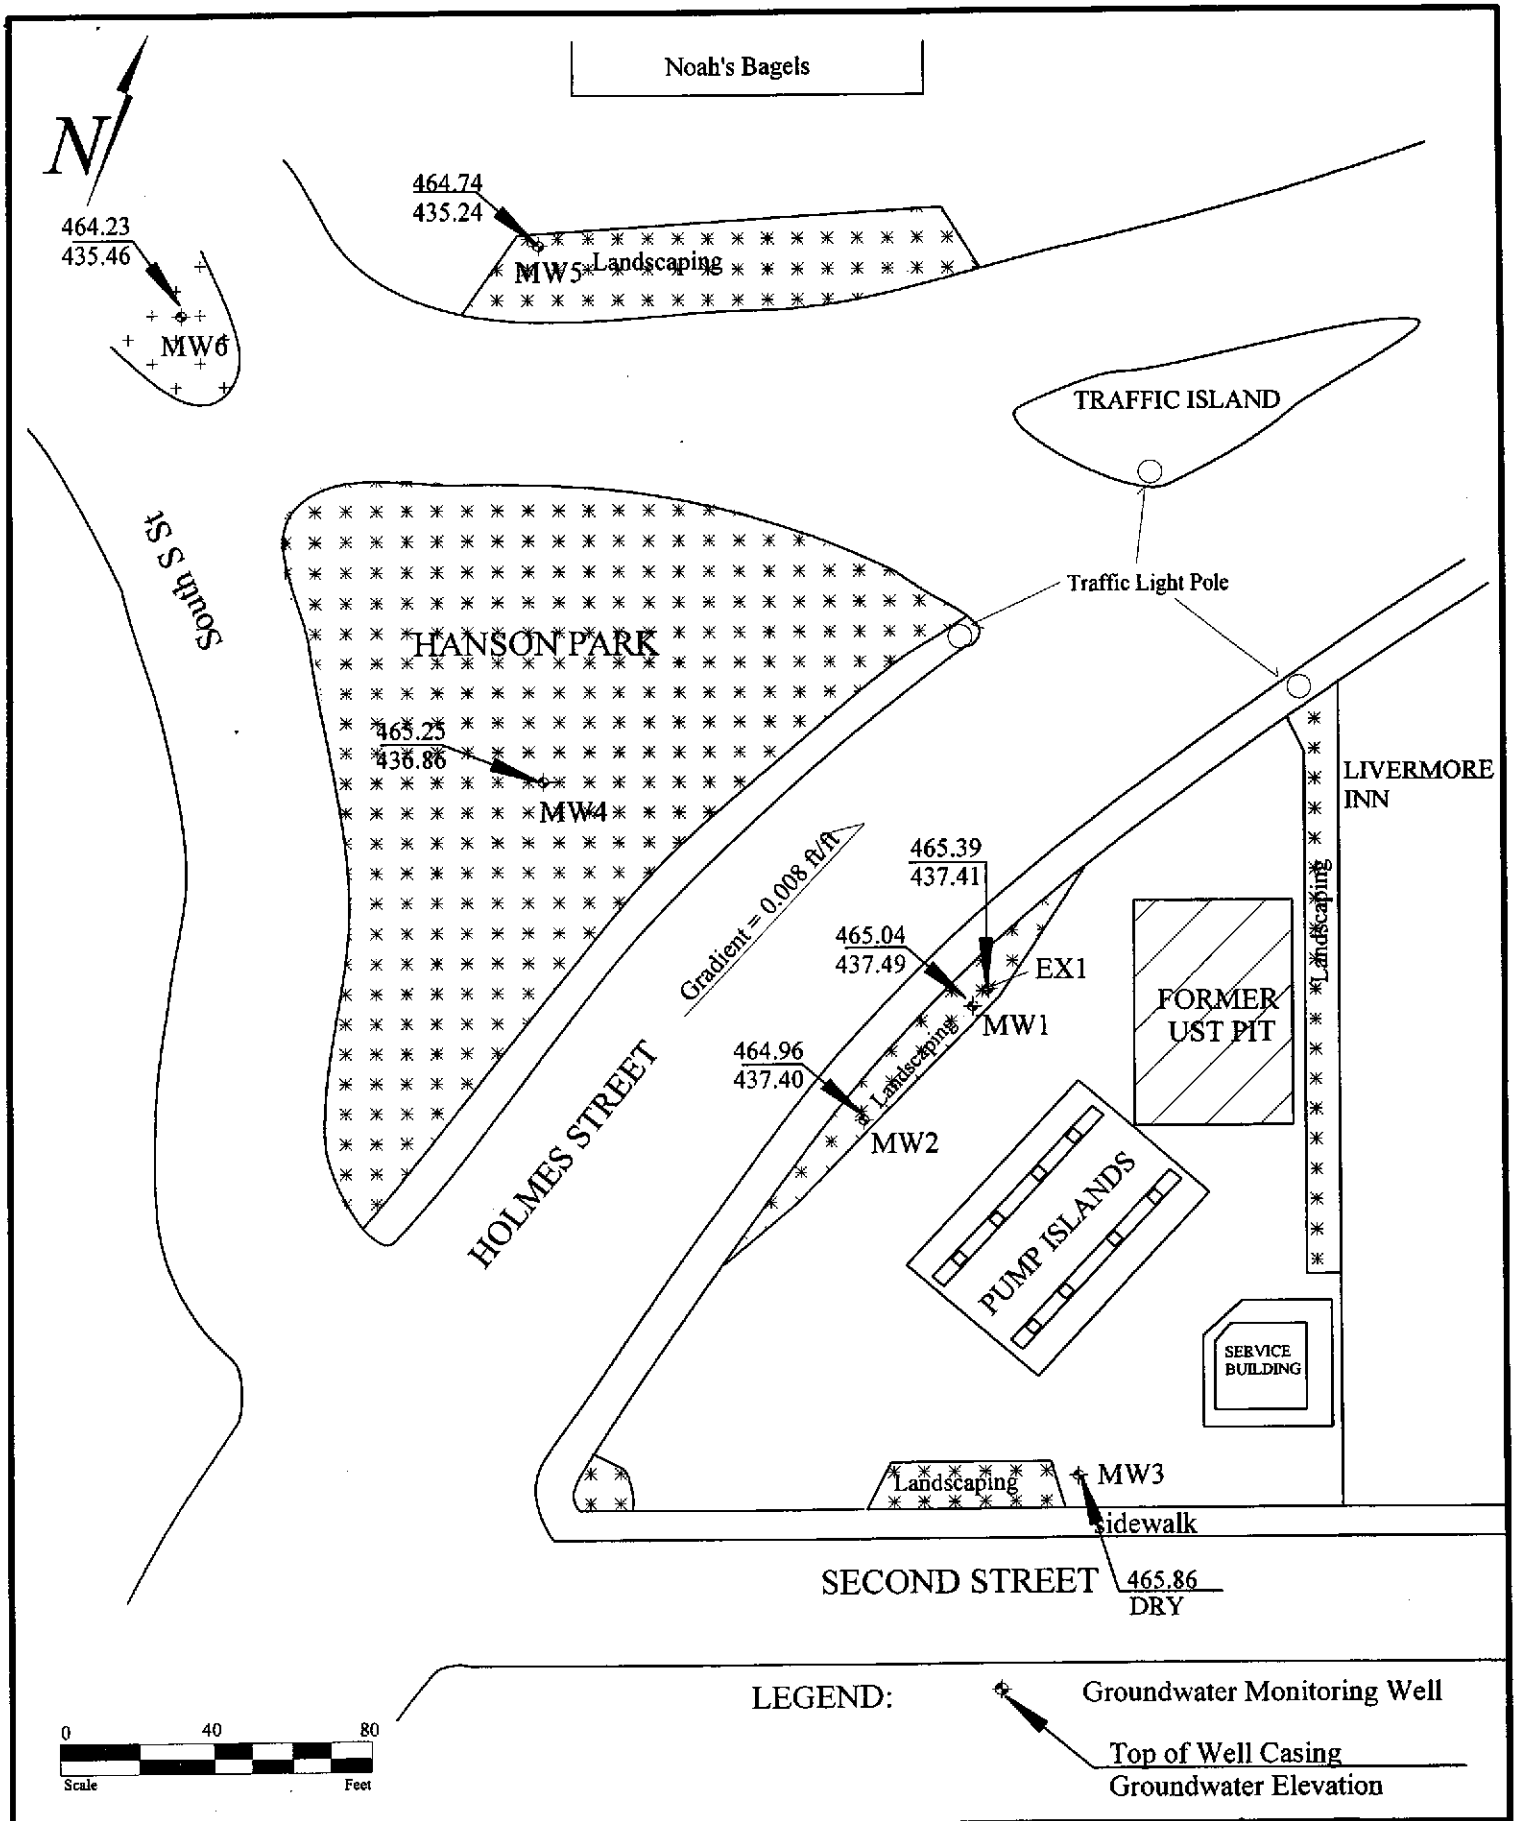 Noah's Bagels
N
464.74
435.24
464.23
435.46
MW5
Landscaping
MW6
TRAFFIC ISLAND
South S St
Traffic Light Pole
HANSON PARK
465.25
436.86
MW4
LIVERMORE
INN
Gradient = 0.008 ft/ft
465.39
437.41
Landscaping
465.04
437.49
EX1
MW1
FORMER
UST PIT
Landscaping
464.96
437.40
MW2
HOLMES STREET
PUMP ISLANDS
SERVICE
BUILDING
Landscaping
MW3
sidewalk
SECOND STREET
465.86
DRY
LEGEND:
Groundwater Monitoring Well
Top of Well Casing
Groundwater Elevation
0 40 80
Scale Feet